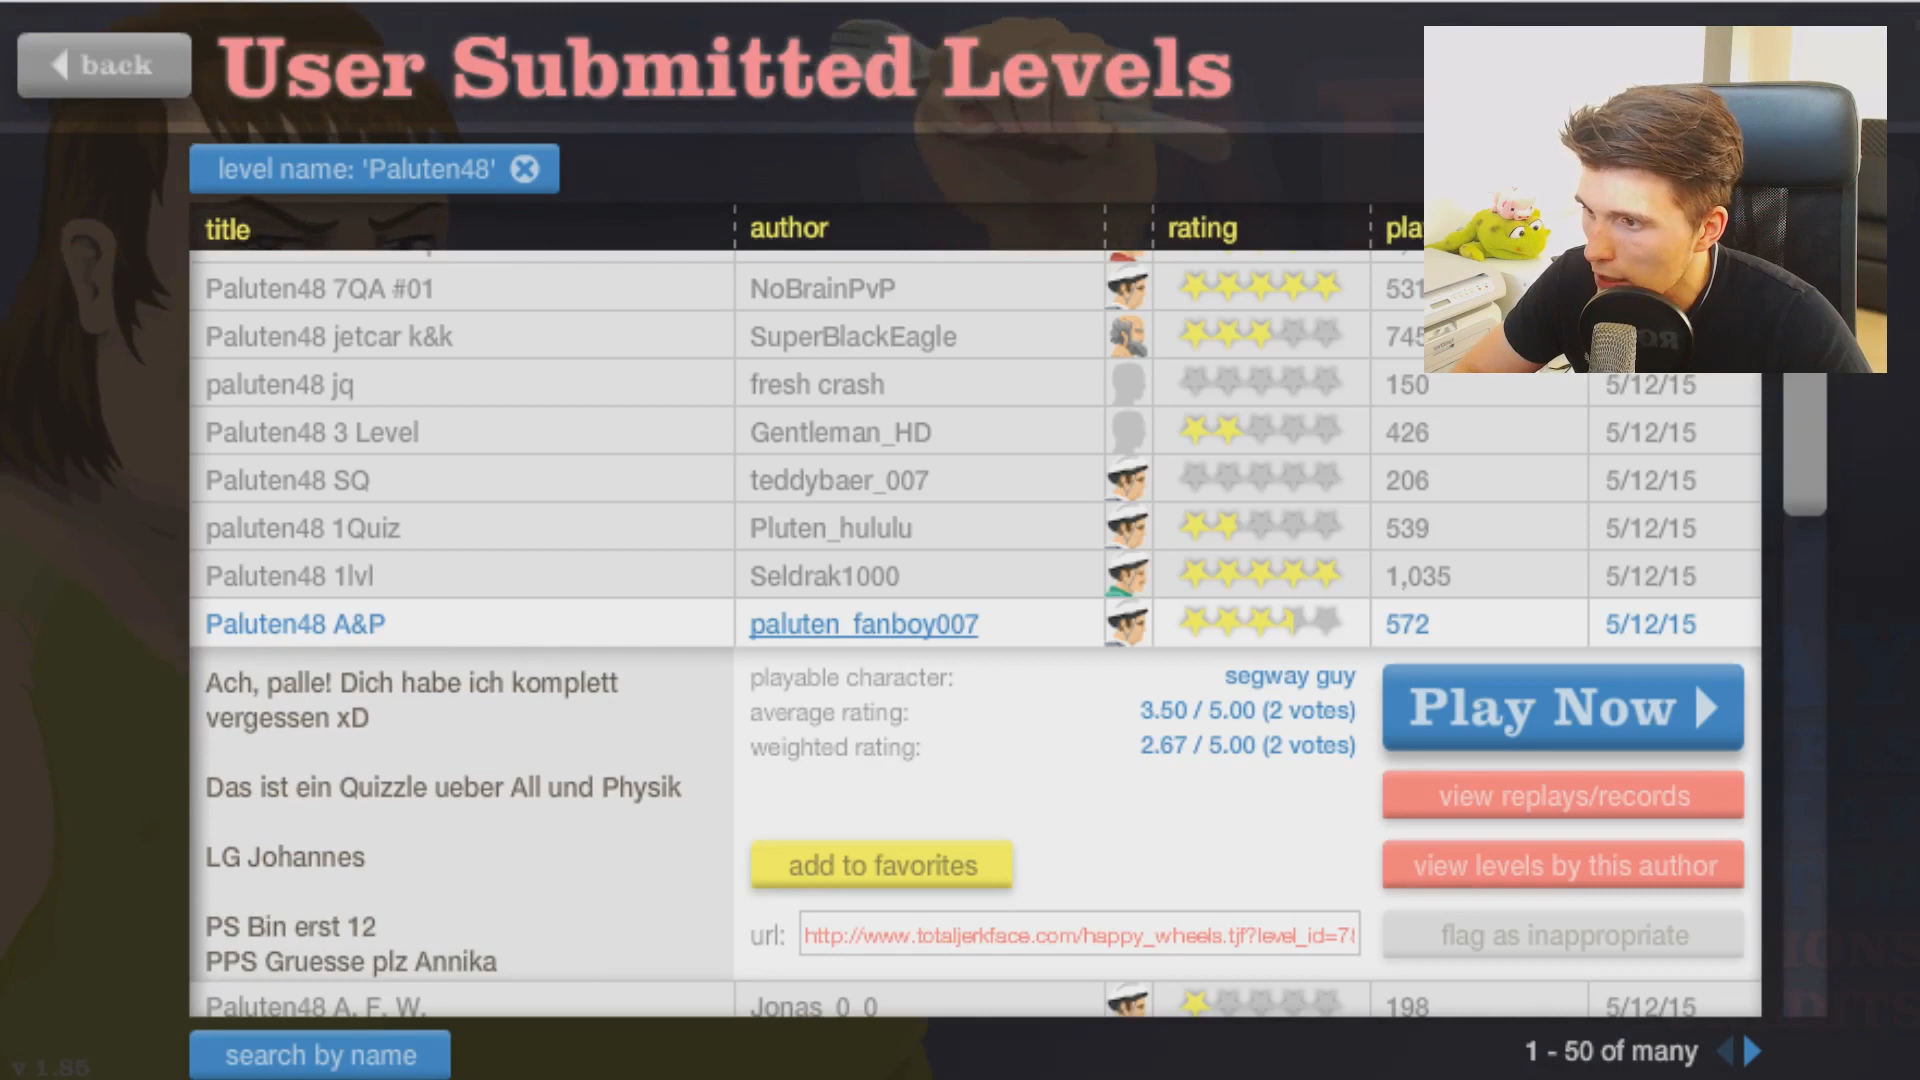 back
User Submitted Levels
level name: 'Paluten48'
title author rating
Paluten48 7QA #01 NoBrainPvP 531
Paluten48 jetcar k&k SuperBlackEagle 745
paluten48 jq fresh crash 150 5/12/15
Paluten48 3 Level Gentleman_HD 426 5/12/15
Paluten48 SQ teddybaer_007 206 5/12/15
paluten48 1Quiz Pluten_hululu 539 5/12/15
Paluten48 1lvl Seldrak1000 1,035 5/12/15
Paluten48 A&P paluten_fanboy007 572 5/12/15
Ach, palle! Dich habe ich komplett
vergessen xD
Das ist ein Quizzle ueber All und Physik
LG Johannes
PS Bin erst 12
PPS Gruesse plz Annika
playable character: segway guy
average rating: 3.50 / 5.00 (2 votes)
weighted rating: 2.67 / 5.00 (2 votes)
add to favorites
url: http://www.totaljerkface.com/happy_wheels.tjf?level_id=7
Play Now
view replays/records
view levels by this author
flag as inappropriate
Paluten48 A. F. W. Jonas_0_0 198 5/12/15
search by name
1 - 50 of many
v 1.85